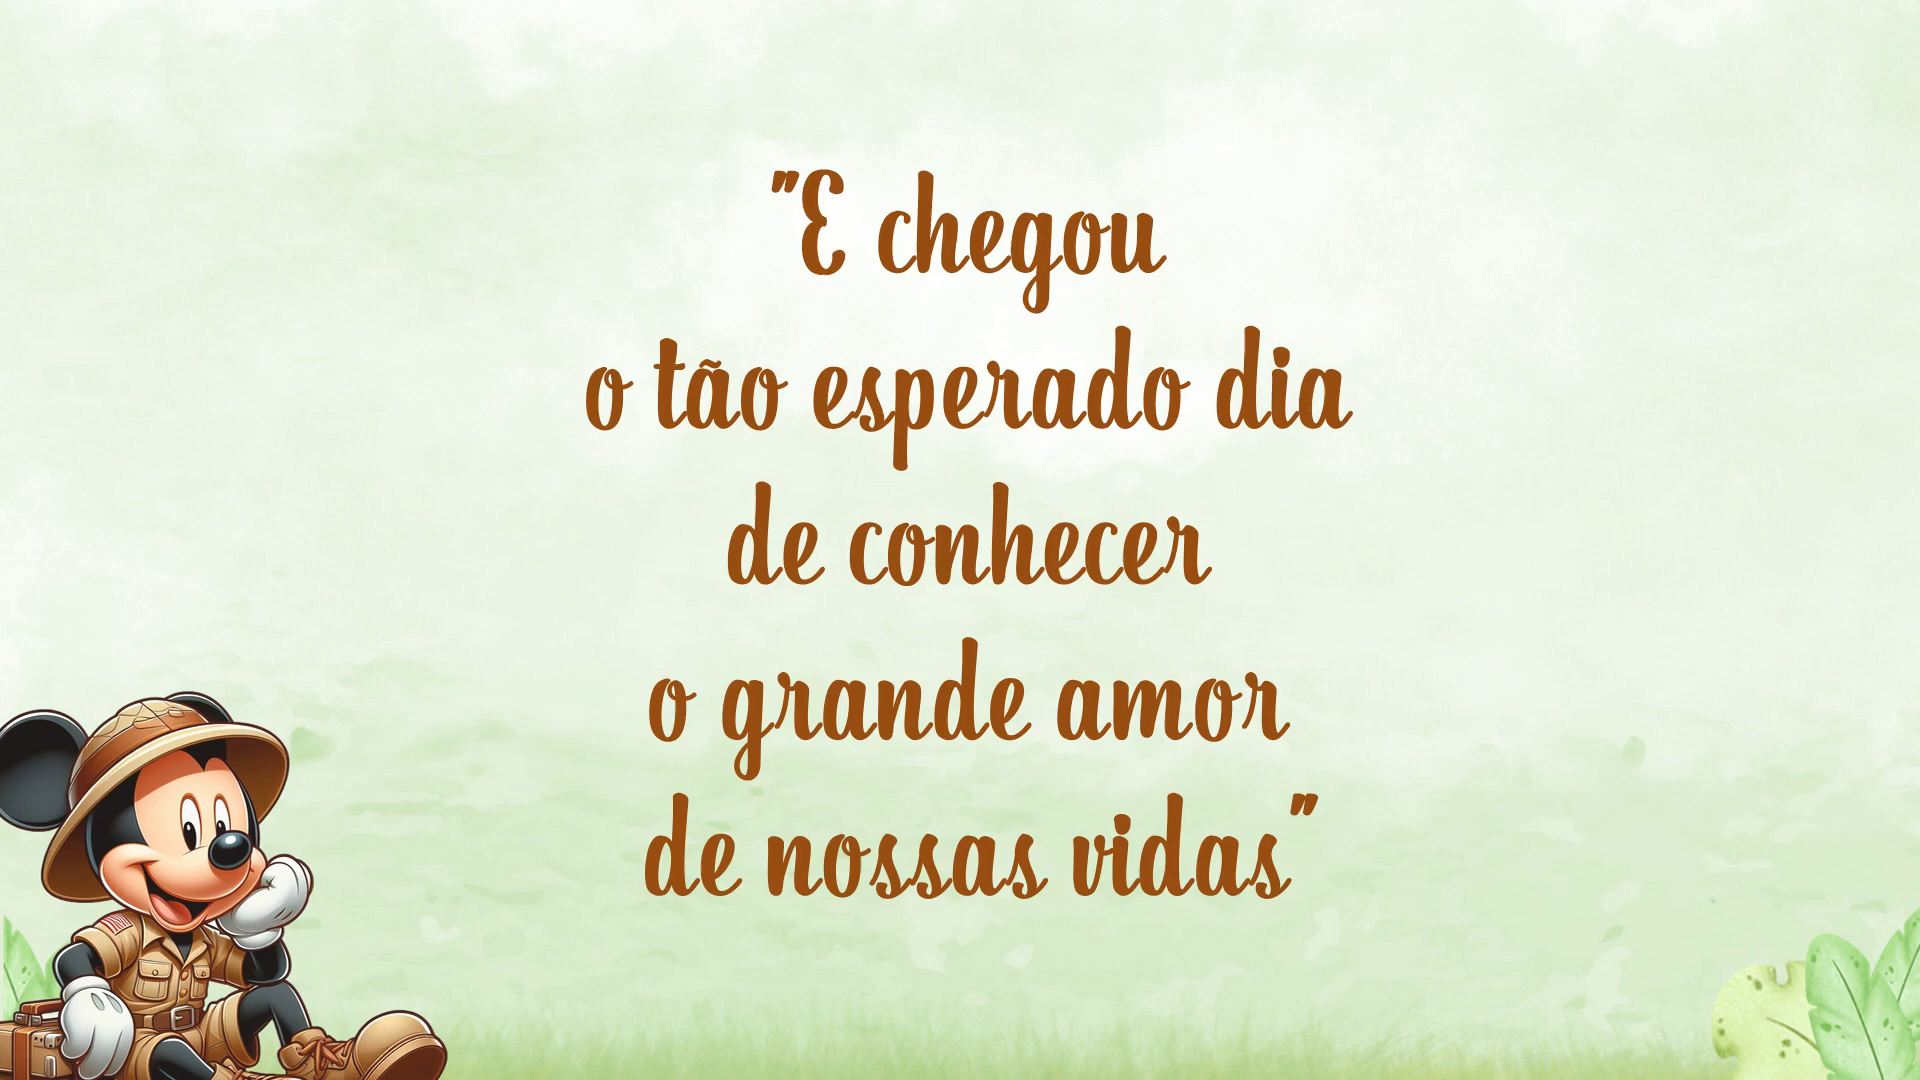 "E chegou
o tão esperado dia
de conhecer
o grande amor
de nossas vidas"